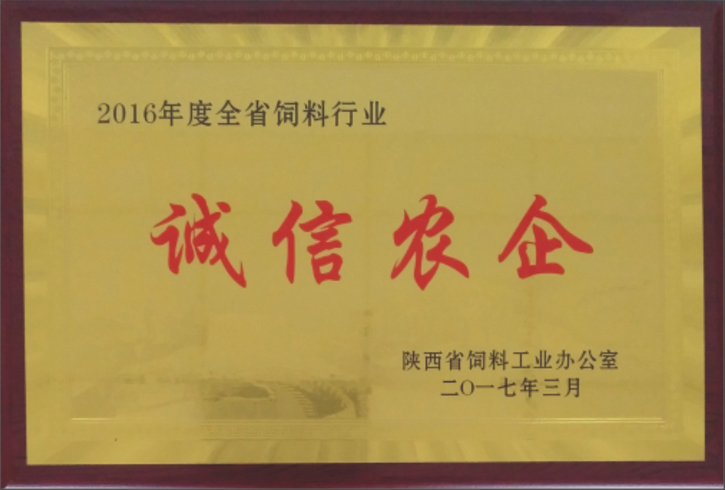 2016年度全省饲料行业
诚信农企
陕西省饲料工业办公室
二〇一七年三月